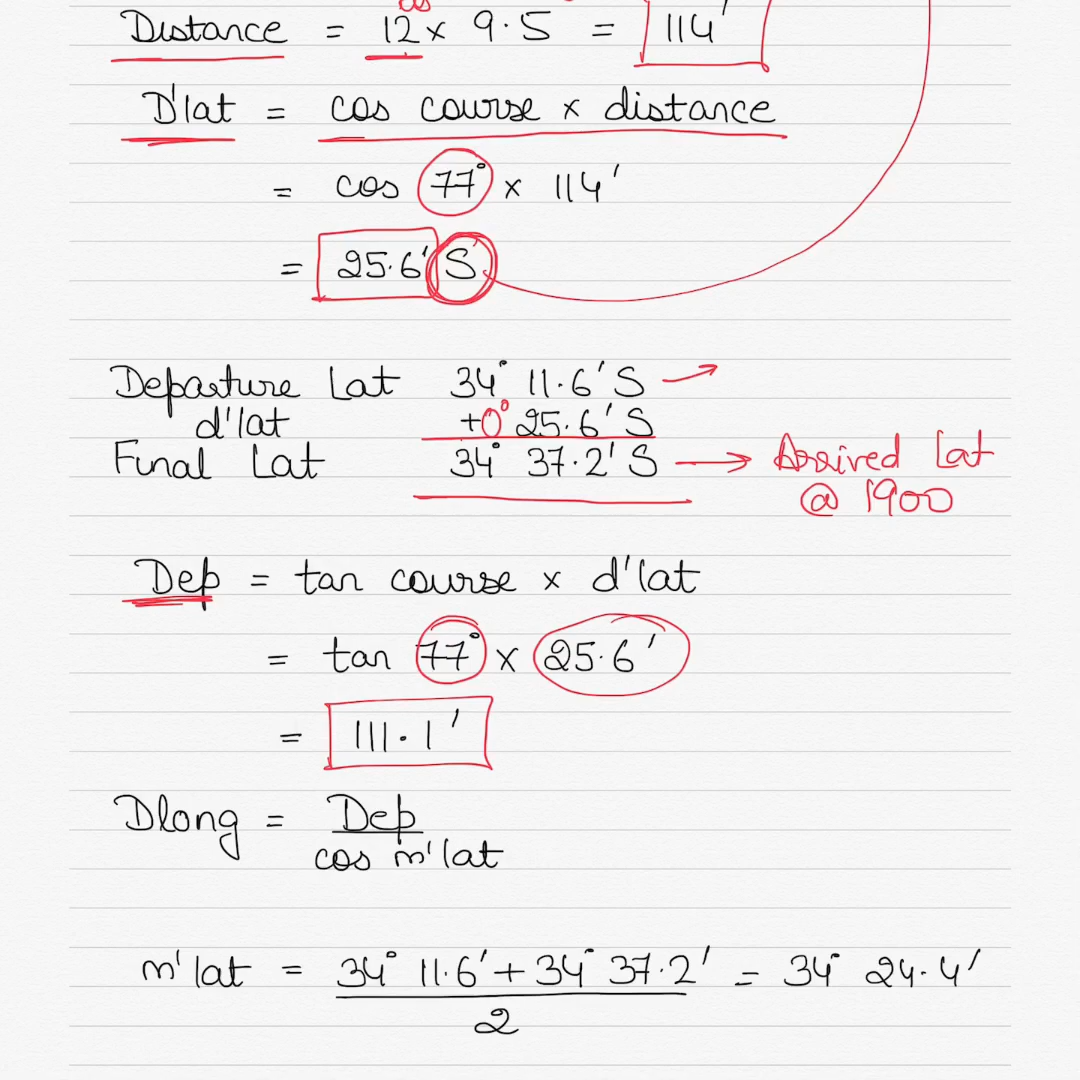 Distance = 12 x 9.5 = 114'
D'lat = cos course x distance
= cos 77° x 114'
= 25.6' S
Departure Lat 34° 11.6' S →
d'lat +0° 25.6' S
Final Lat 34° 37.2' S → Arrived Lat
@ 1900
Dep = tan course x d'lat
= tan 77° x 25.6'
= 111.1'
Dlong = Dep
cos m'lat
m'lat = 34° 11.6' + 34° 37.2' = 34° 24.4'
2